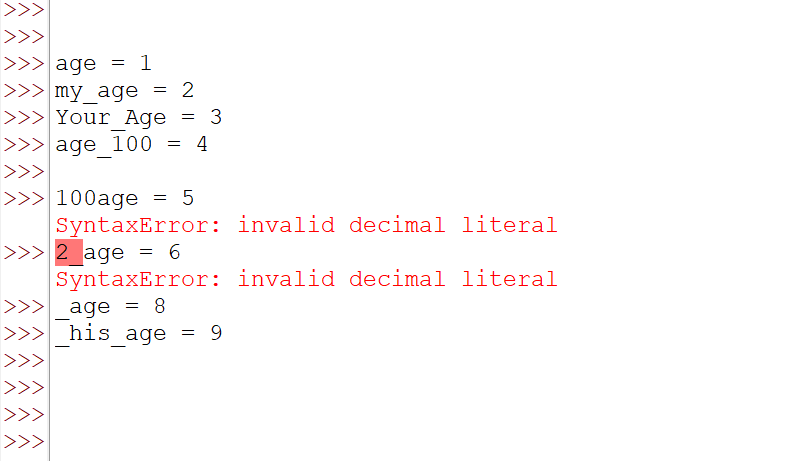 >>>
>>>
>>> age = 1
>>> my_age = 2
>>> Your_Age = 3
>>> age_100 = 4
>>>
>>> 100age = 5
SyntaxError: invalid decimal literal
>>> 2_age = 6
SyntaxError: invalid decimal literal
>>> _age = 8
>>> _his_age = 9
>>>
>>>
>>>
>>>